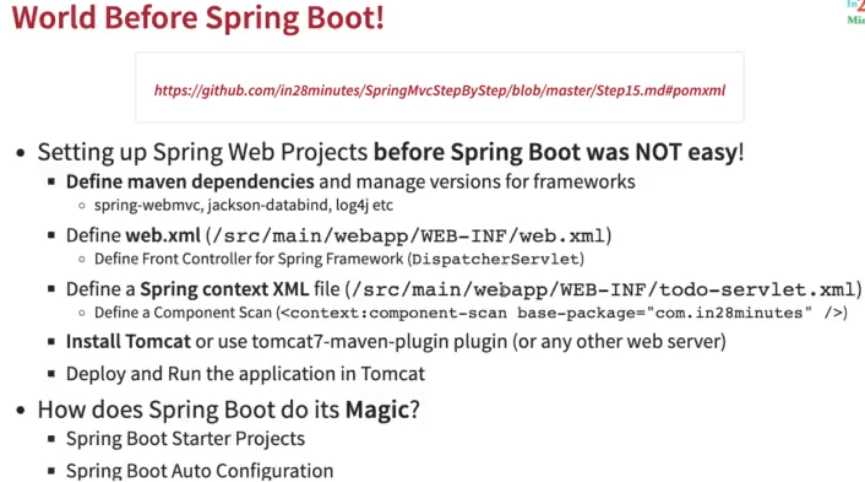 World Before Spring Boot!
https://github.com/in28minutes/SpringMvcStepByStep/blob/master/Step15.md#pomxml
• Setting up Spring Web Projects before Spring Boot was NOT easy!
▪ Define maven dependencies and manage versions for frameworks
◦ spring-webmvc, jackson-databind, log4j etc
▪ Define web.xml (/src/main/webapp/WEB-INF/web.xml)
◦ Define Front Controller for Spring Framework (DispatcherServlet)
▪ Define a Spring context XML file (/src/main/webapp/WEB-INF/todo-servlet.xml)
◦ Define a Component Scan (<context:component-scan base-package="com.in28minutes" />)
▪ Install Tomcat or use tomcat7-maven-plugin plugin (or any other web server)
▪ Deploy and Run the application in Tomcat
• How does Spring Boot do its Magic?
▪ Spring Boot Starter Projects
▪ Spring Boot Auto Configuration